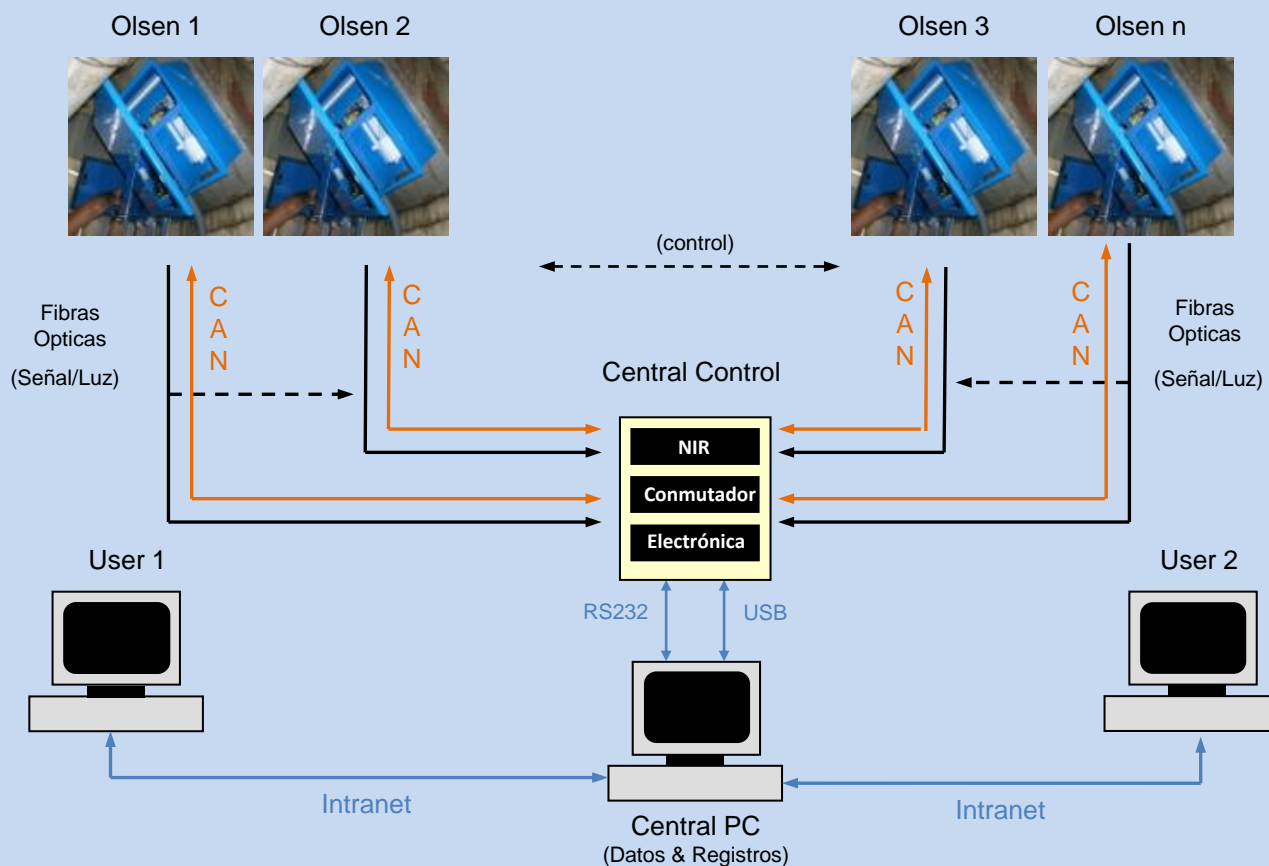 Olsen 1
Olsen 2
Olsen 3
Olsen n
(control)
C
A
N
C
A
N
C
A
N
C
A
N
Fibras
Opticas
(Señal/Luz)
Fibras
Opticas
(Señal/Luz)
Central Control
NIR
Conmutador
Electrónica
User 1
User 2
RS232
USB
Intranet
Intranet
Central PC
(Datos & Registros)